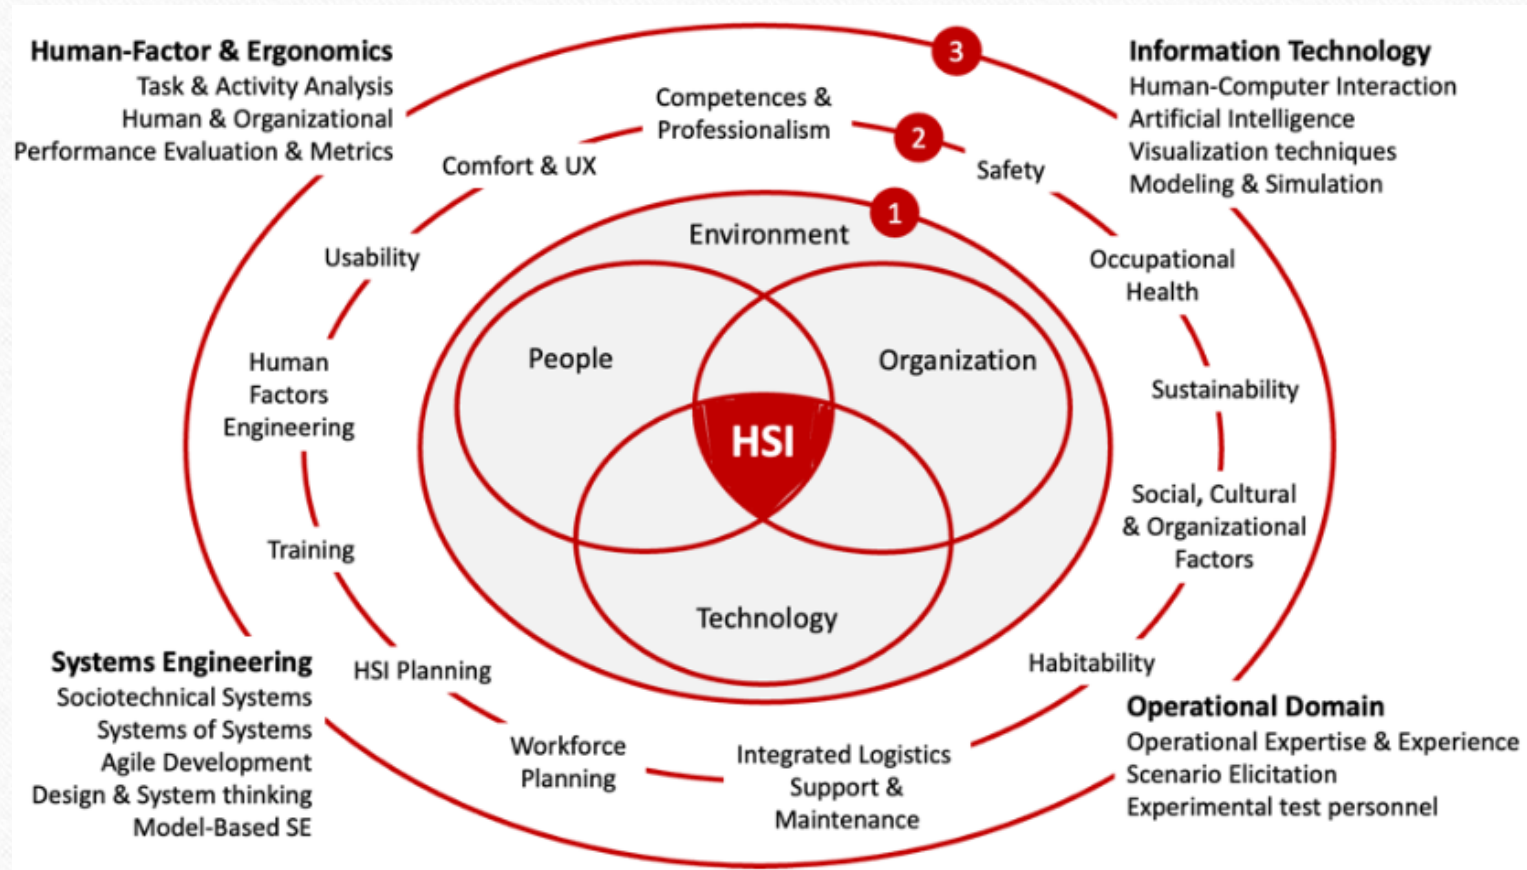 Human-Factor & Ergonomics
Task & Activity Analysis
Human & Organizational
Performance Evaluation & Metrics
3
Information Technology
Human-Computer Interaction
Artificial Intelligence
Visualization techniques
Modeling & Simulation
Competences &
Professionalism
2
Comfort & UX
Safety
1
Environment
Usability
Occupational
Health
People
Organization
Human
Factors
Engineering
Sustainability
HSI
Social, Cultural
& Organizational
Factors
Training
Technology
HSI Planning
Habitability
Systems Engineering
Sociotechnical Systems
Systems of Systems
Agile Development
Design & System thinking
Model-Based SE
Workforce
Planning
Integrated Logistics
Support &
Maintenance
Operational Domain
Operational Expertise & Experience
Scenario Elicitation
Experimental test personnel